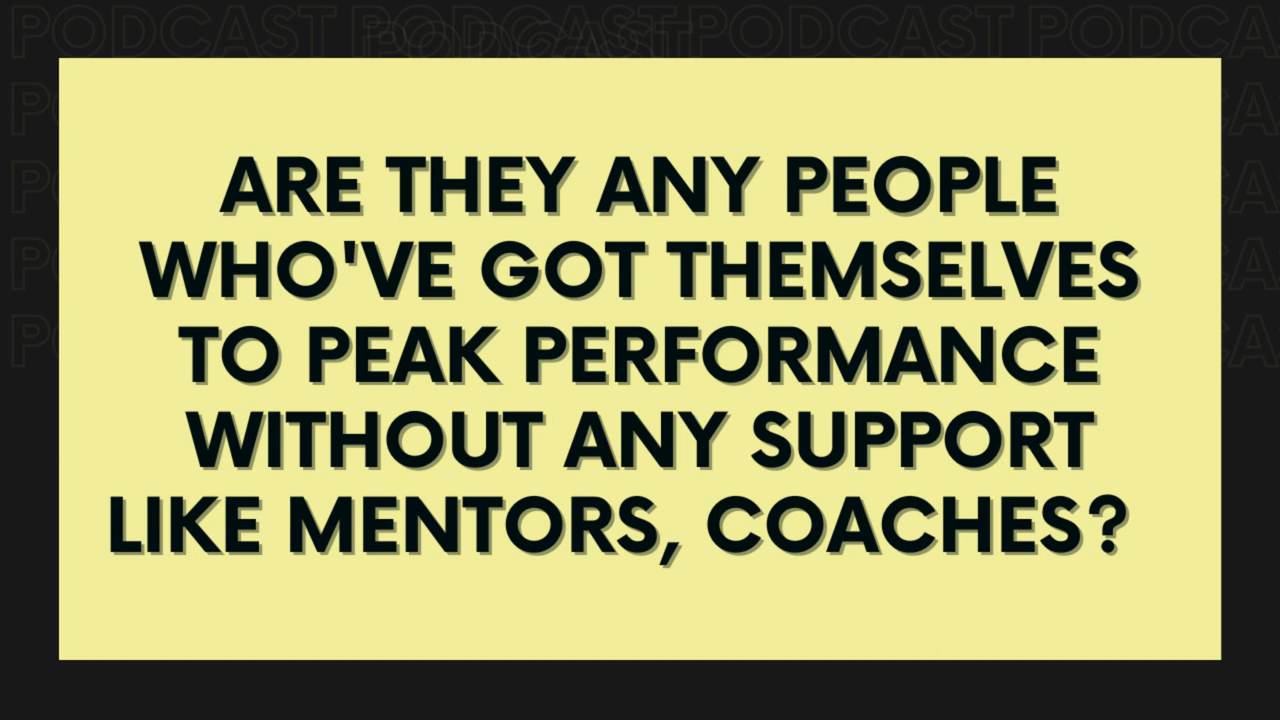 PODCAST PODCAST PODCAST PODCA
PODCAST
ARE THEY ANY PEOPLE
WHO'VE GOT THEMSELVES
TO PEAK PERFORMANCE
WITHOUT ANY SUPPORT
LIKE MENTORS, COACHES?